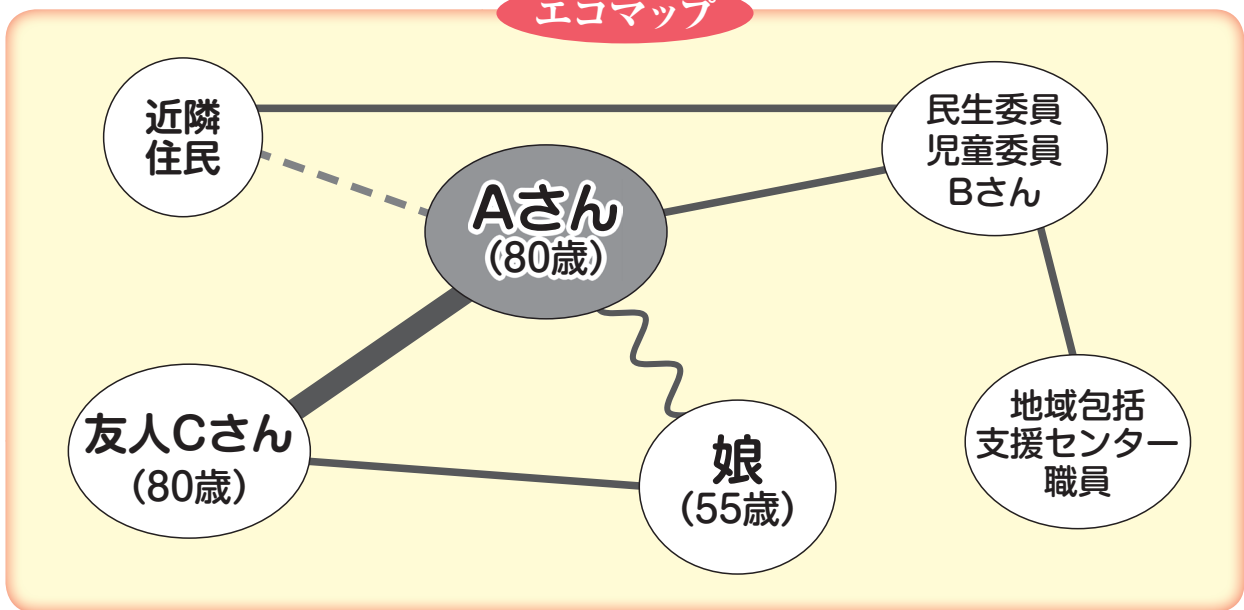 エコマップ
近隣
住民
民生委員
児童委員
Bさん
Aさん
(80歳)
友人Cさん
(80歳)
娘
(55歳)
地域包括
支援センター
職員